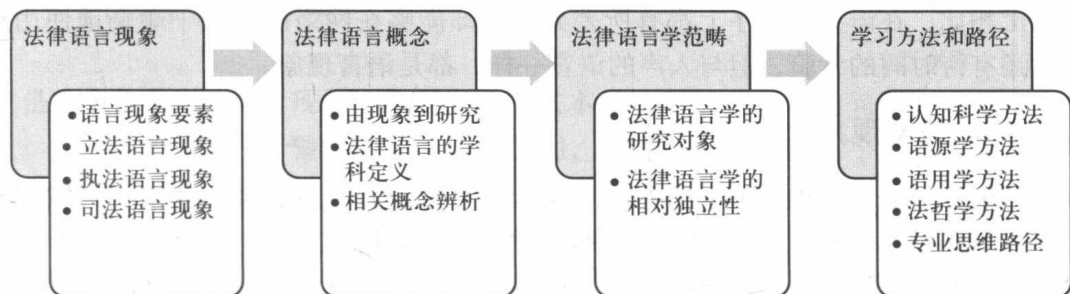 法律语言现象
• 语言现象要素
• 立法语言现象
• 执法语言现象
• 司法语言现象
法律语言概念
• 由现象到研究
• 法律语言的学
科定义
• 相关概念辨析
法律语言学范畴
• 法律语言学的
研究对象
• 法律语言学的
相对独立性
学习方法和路径
• 认知科学方法
• 语源学方法
• 语用学方法
• 法哲学方法
• 专业思维路径